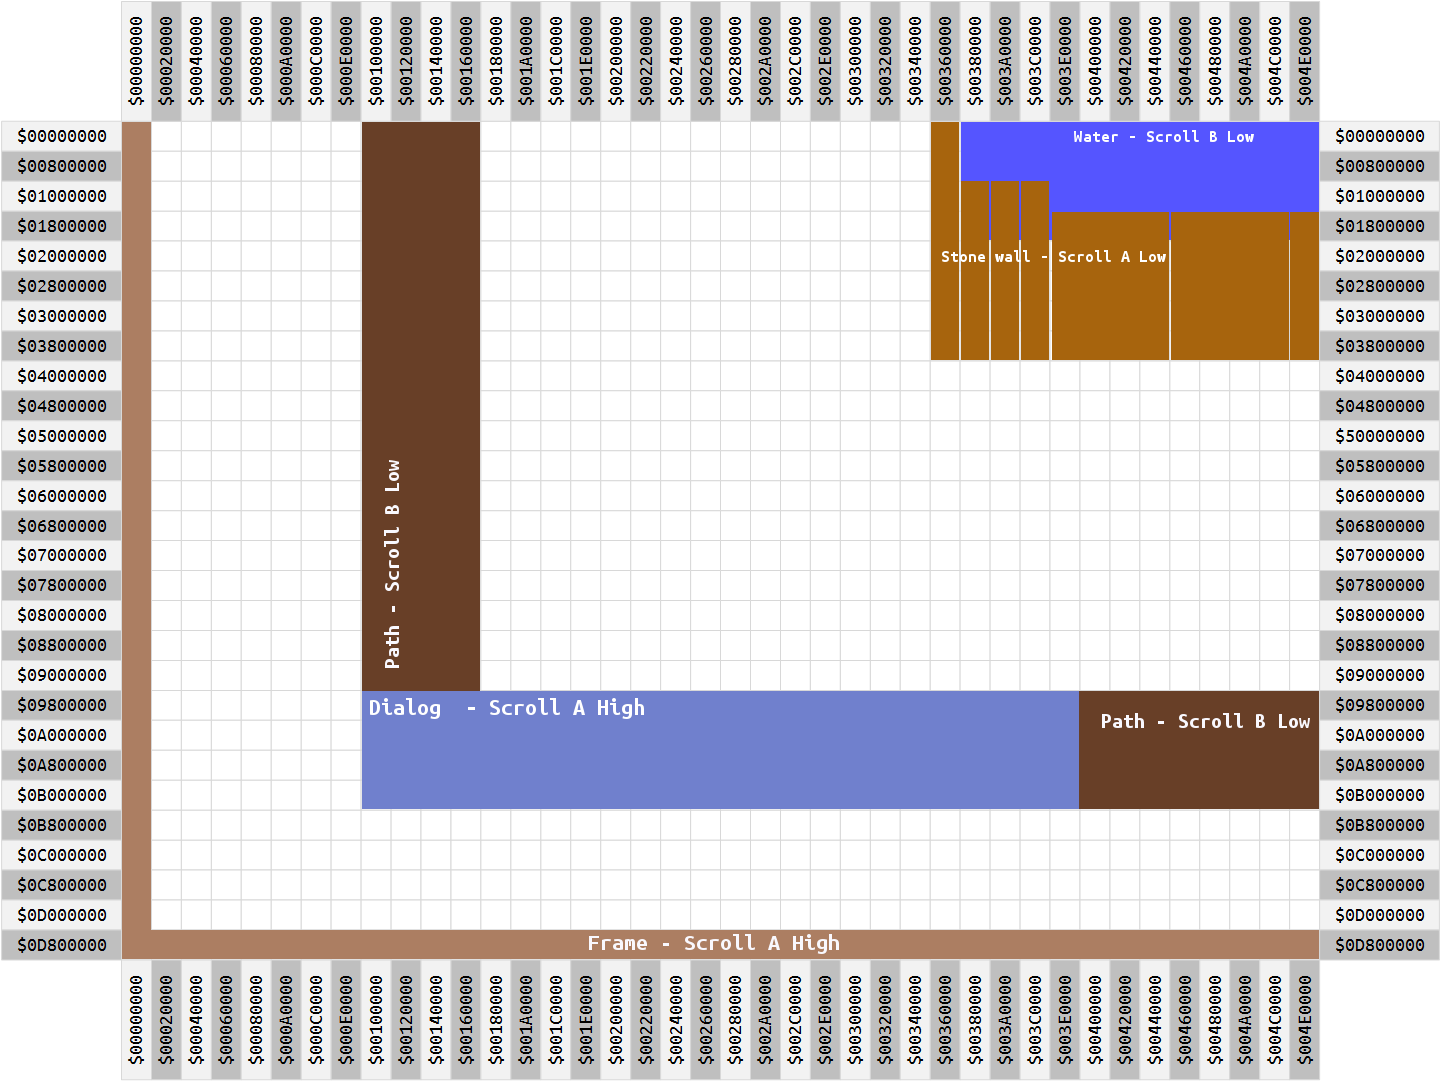 $00000000 $00020000 $00040000 $00060000 $00080000 $000A0000 $000C0000 $000E0000 $00100000 $00120000 $00140000 $00160000 $00180000 $001A0000 $001C0000 $001E0000 $00200000 $00220000 $00240000 $00260000 $00280000 $002A0000 $002C0000 $002E0000 $00300000 $00320000 $00340000 $00360000 $00380000 $003A0000 $003C0000 $003E0000 $00400000 $00420000 $00440000 $00460000 $00480000 $004A0000 $004C0000 $004E0000
$00000000 Water - Scroll B Low $00000000
$00800000 $00800000
$01000000 $01000000
$01800000 $01800000
$02000000 Stone wall - Scroll A Low $02000000
$02800000 $02800000
$03000000 $03000000
$03800000 $03800000
$04000000 $04000000
$04800000 $04800000
$05000000 $50000000
$05800000 $05800000
$06000000 $06000000
$06800000 $06800000
Path - Scroll B Low
$07000000 $07000000
$07800000 $07800000
$08000000 $08000000
$08800000 $08800000
$09000000 $09000000
$09800000 Dialog  - Scroll A High $09800000
$0A000000 Path - Scroll B Low $0A000000
$0A800000 $0A800000
$0B000000 $0B000000
$0B800000 $0B800000
$0C000000 $0C000000
$0C800000 $0C800000
$0D000000 $0D000000
$0D800000 Frame - Scroll A High $0D800000
$00000000 $00020000 $00040000 $00060000 $00080000 $000A0000 $000C0000 $000E0000 $00100000 $00120000 $00140000 $00160000 $00180000 $001A0000 $001C0000 $001E0000 $00200000 $00220000 $00240000 $00260000 $00280000 $002A0000 $002C0000 $002E0000 $00300000 $00320000 $00340000 $00360000 $00380000 $003A0000 $003C0000 $003E0000 $00400000 $00420000 $00440000 $00460000 $00480000 $004A0000 $004C0000 $004E0000